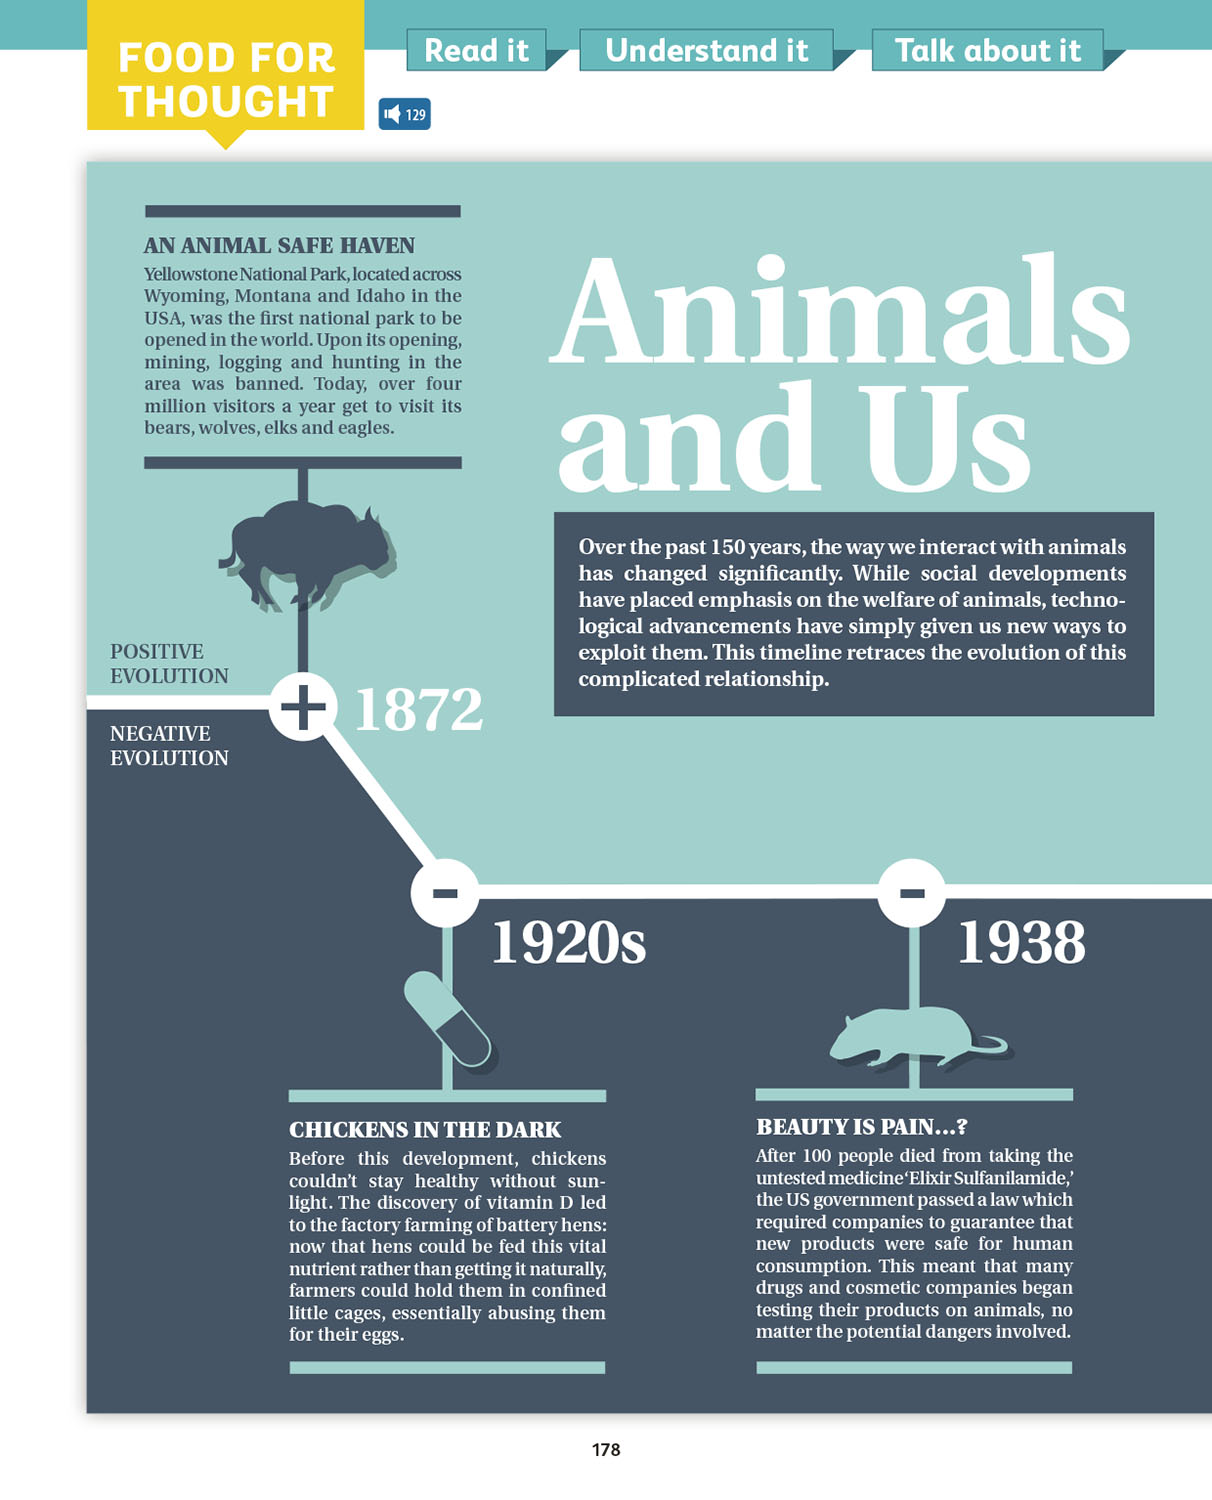 FOOD FOR
THOUGHT
Read it
Understand it
Talk about it
129
AN ANIMAL SAFE HAVEN
Yellowstone National Park, located across
Wyoming, Montana and Idaho in the
USA, was the first national park to be
opened in the world. Upon its opening,
mining, logging and hunting in the
area was banned. Today, over four
million visitors a year get to visit its
bears, wolves, elks and eagles.
Animals
and Us
Over the past 150 years, the way we interact with animals
has changed significantly. While social developments
have placed emphasis on the welfare of animals, techno-
logical advancements have simply given us new ways to
exploit them. This timeline retraces the evolution of this
complicated relationship.
POSITIVE
EVOLUTION
+
1872
NEGATIVE
EVOLUTION
-
1920s
-
1938
CHICKENS IN THE DARK
Before this development, chickens
couldn't stay healthy without sun-
light. The discovery of vitamin D led
to the factory farming of battery hens:
now that hens could be fed this vital
nutrient rather than getting it naturally,
farmers could hold them in confined
little cages, essentially abusing them
for their eggs.
BEAUTY IS PAIN...?
After 100 people died from taking the
untested medicine 'Elixir Sulfanilamide,'
the US government passed a law which
required companies to guarantee that
new products were safe for human
consumption. This meant that many
drugs and cosmetic companies began
testing their products on animals, no
matter the potential dangers involved.
178